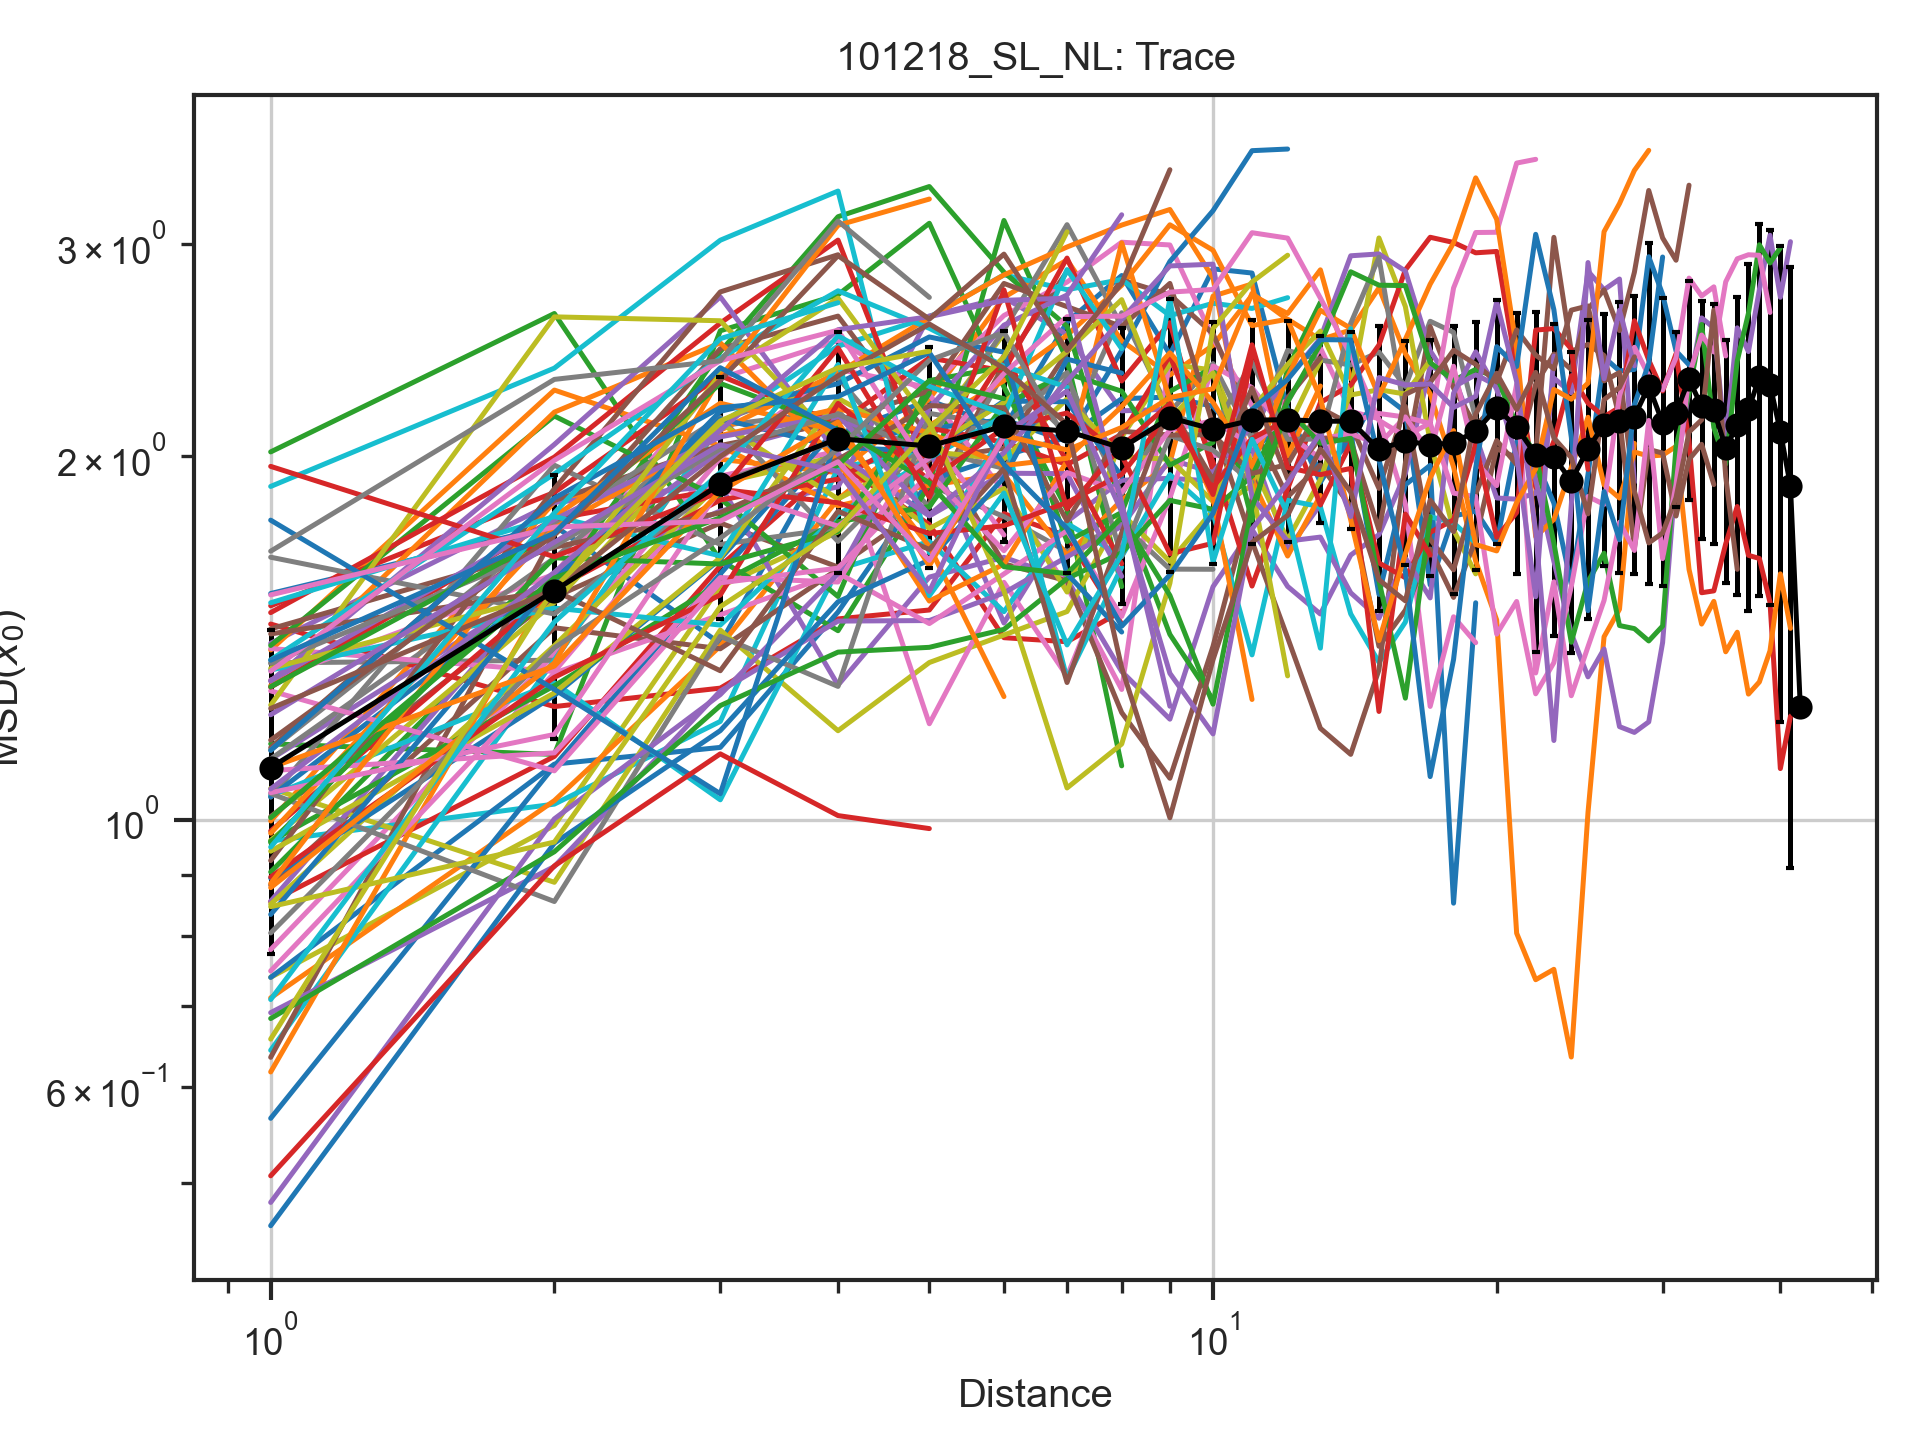 101218_SL_NL: Trace
MSD(x₀)
3 × 10⁰
2 × 10⁰
10⁰
6 × 10⁻¹
10⁰
10¹
Distance